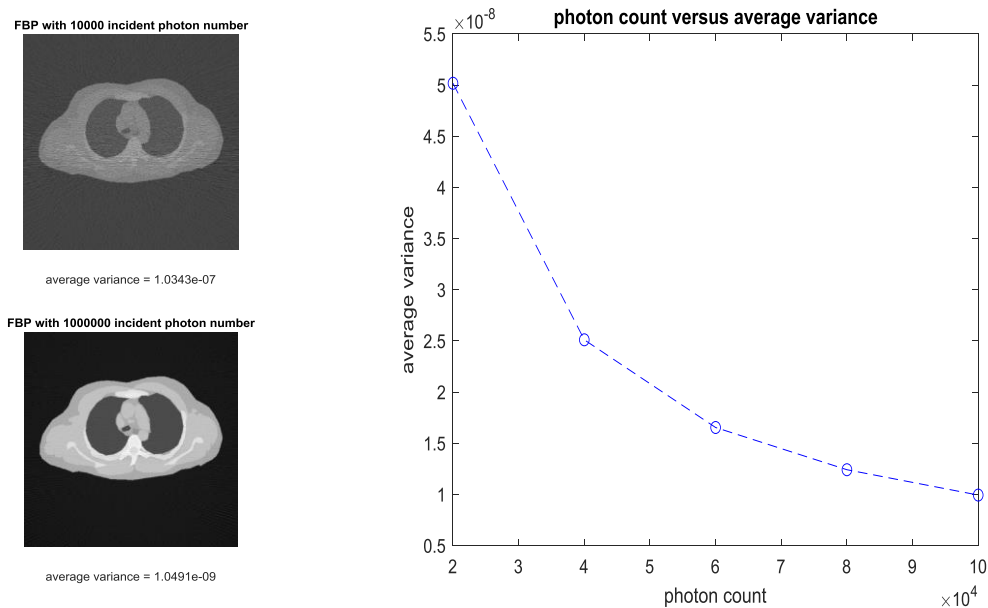 FBP with 10000 incident photon number
average variance = 1.0343e-07
FBP with 1000000 incident photon number
average variance = 1.0491e-09
photon count versus average variance
×10⁻⁸
5.5
5
4.5
4
3.5
3
2.5
2
1.5
1
0.5
average variance
2 3 4 5 6 7 8 9 10
photon count
×10⁴